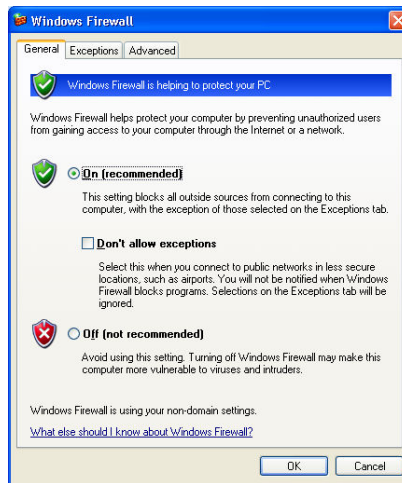 Windows Firewall
General Exceptions Advanced
Windows Firewall is helping to protect your PC
Windows Firewall helps protect your computer by preventing unauthorized users
from gaining access to your computer through the Internet or a network.
On (recommended)
This setting blocks all outside sources from connecting to this
computer, with the exception of those selected on the Exceptions tab.
Don't allow exceptions
Select this when you connect to public networks in less secure
locations, such as airports. You will not be notified when Windows
Firewall blocks programs. Selections on the Exceptions tab will be
ignored.
Off (not recommended)
Avoid using this setting. Turning off Windows Firewall may make this
computer more vulnerable to viruses and intruders.
Windows Firewall is using your non-domain settings.
What else should I know about Windows Firewall?
OK Cancel